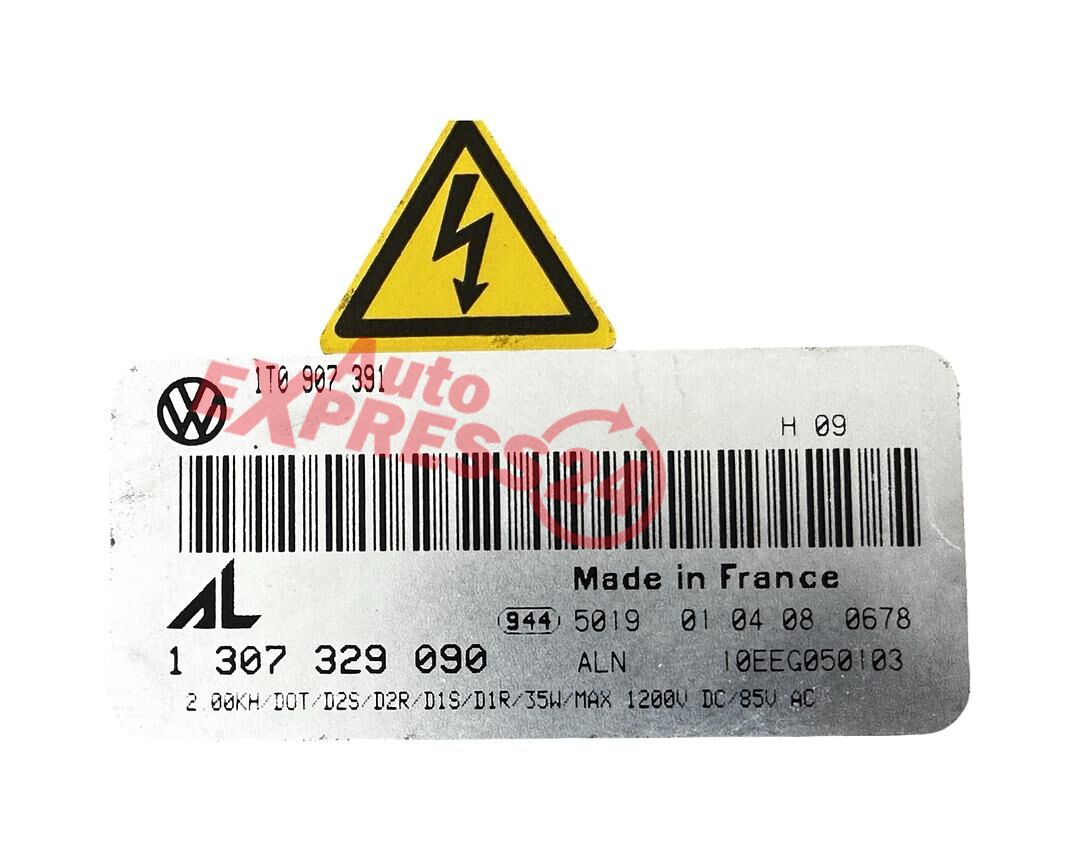 1T0 907 391
Auto
EXPRESS24
H 09
AL
Made in France
944 5019 01 04 08 0678
1 307 329 090 ALN 10EEG050103
2.00KH/DOT/D2S/D2R/D1S/D1R/35W/MAX 1200V DC/85V AC